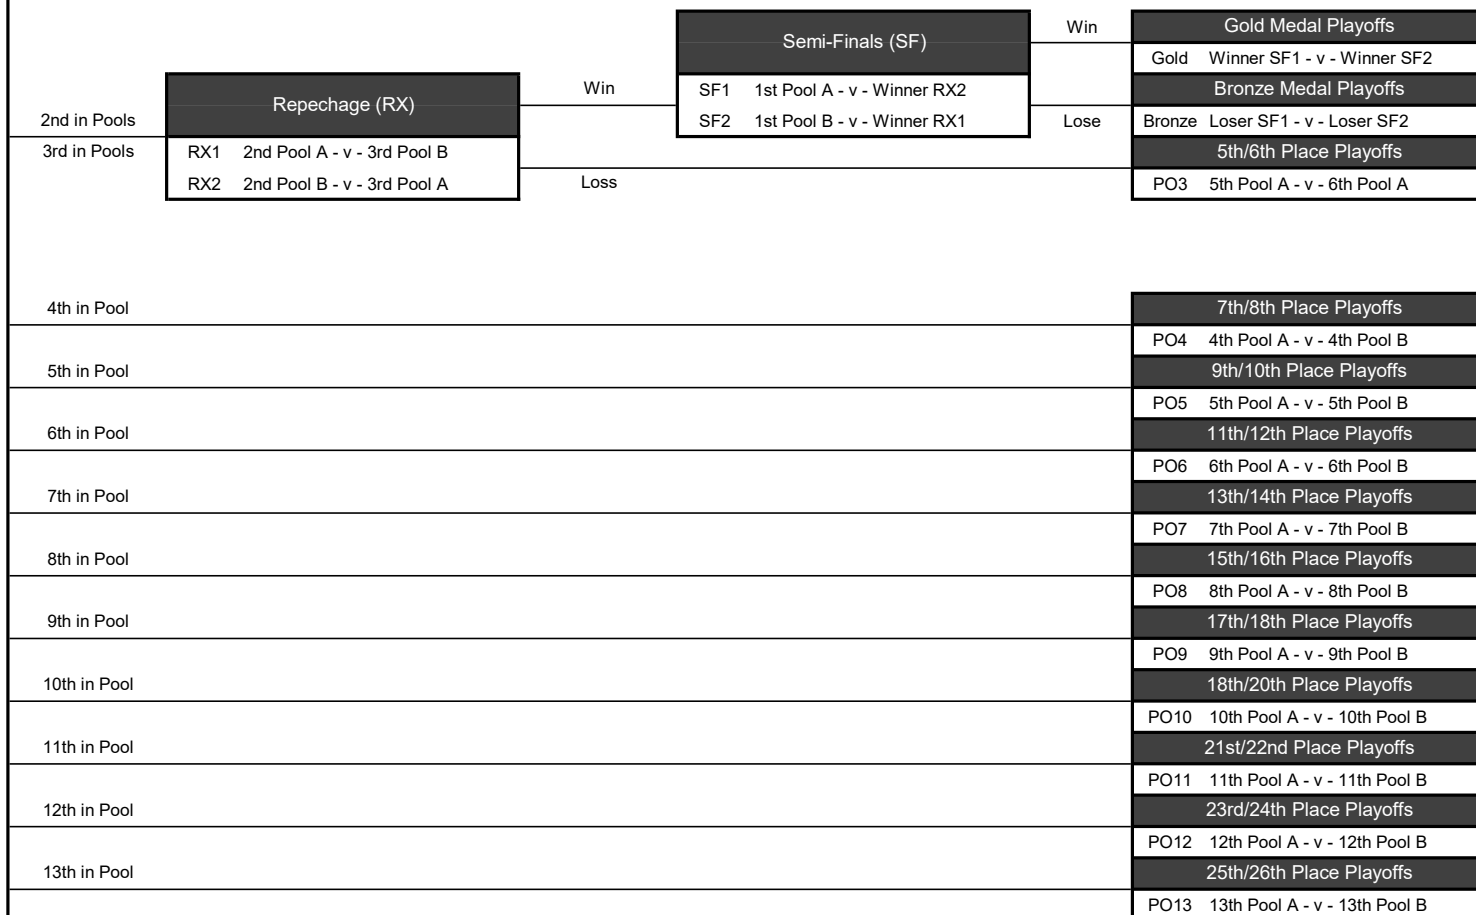 Win
Gold Medal Playoffs
Semi-Finals (SF)
Gold Winner SF1 - v - Winner SF2
Win
SF1 1st Pool A - v - Winner RX2
Bronze Medal Playoffs
Repechage (RX)
2nd in Pools
SF2 1st Pool B - v - Winner RX1
Lose
Bronze Loser SF1 - v - Loser SF2
3rd in Pools
RX1 2nd Pool A - v - 3rd Pool B
5th/6th Place Playoffs
RX2 2nd Pool B - v - 3rd Pool A
Loss
PO3 5th Pool A - v - 6th Pool A
4th in Pool
7th/8th Place Playoffs
PO4 4th Pool A - v - 4th Pool B
5th in Pool
9th/10th Place Playoffs
PO5 5th Pool A - v - 5th Pool B
6th in Pool
11th/12th Place Playoffs
PO6 6th Pool A - v - 6th Pool B
7th in Pool
13th/14th Place Playoffs
PO7 7th Pool A - v - 7th Pool B
8th in Pool
15th/16th Place Playoffs
PO8 8th Pool A - v - 8th Pool B
9th in Pool
17th/18th Place Playoffs
PO9 9th Pool A - v - 9th Pool B
10th in Pool
18th/20th Place Playoffs
PO10 10th Pool A - v - 10th Pool B
11th in Pool
21st/22nd Place Playoffs
PO11 11th Pool A - v - 11th Pool B
12th in Pool
23rd/24th Place Playoffs
PO12 12th Pool A - v - 12th Pool B
13th in Pool
25th/26th Place Playoffs
PO13 13th Pool A - v - 13th Pool B